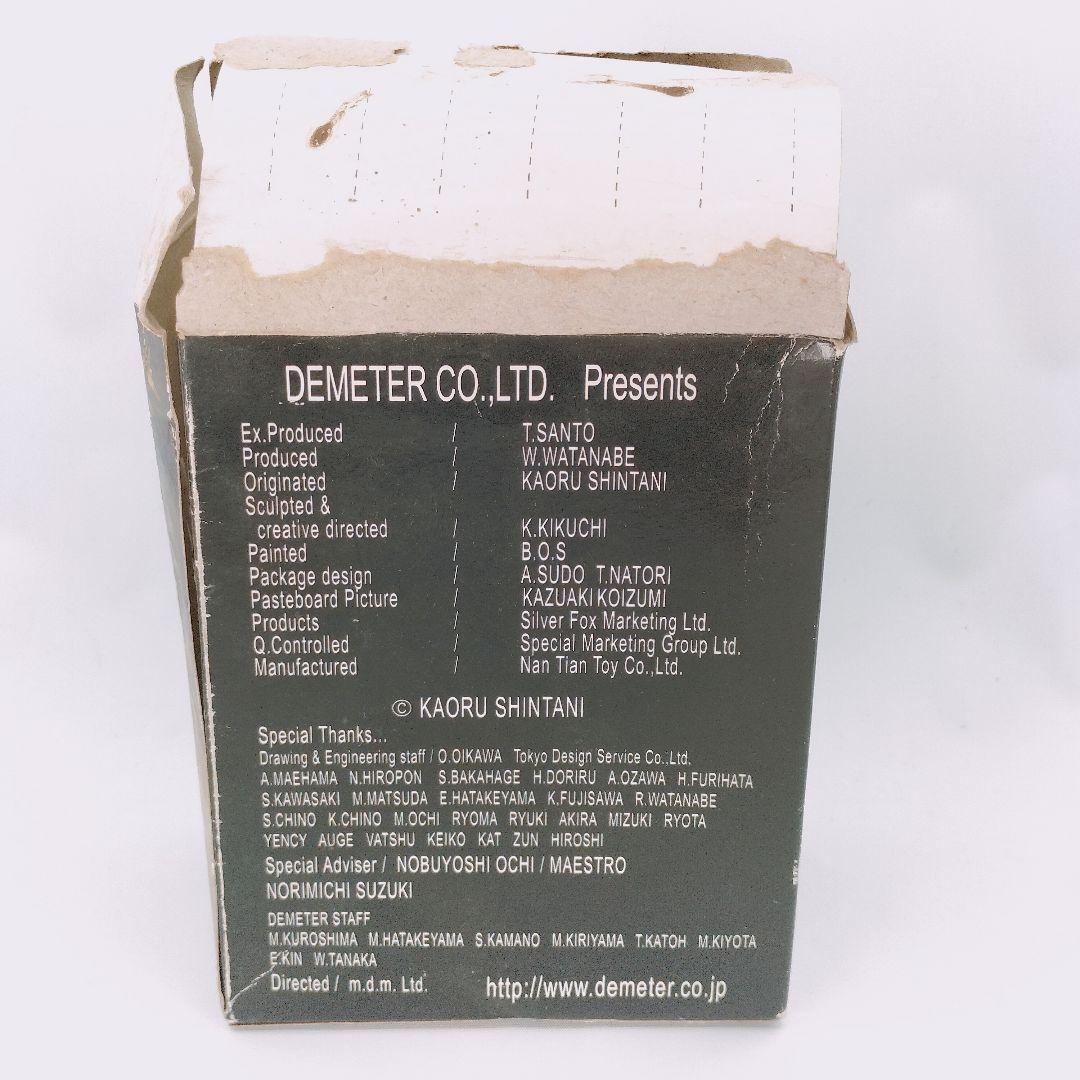 DEMETER CO.,LTD. Presents
Ex.Produced / T.SANTO
Produced / W.WATANABE
Originated / KAORU SHINTANI
Sculpted &
creative directed / K.KIKUCHI
Painted / B.O.S
Package design / A.SUDO T.NATORI
Pasteboard Picture / KAZUAKI KOIZUMI
Products / Silver Fox Marketing Ltd.
Q.Controlled / Special Marketing Group Ltd.
Manufactured / Nan Tian Toy Co.,Ltd.
© KAORU SHINTANI
Special Thanks...
Drawing & Engineering staff / O.OIKAWA Tokyo Design Service Co.,Ltd.
A.MAEHAMA N.HIROPON S.BAKAHAGE H.DORIRU A.OZAWA H.FURIHATA
S.KAWASAKI M.MATSUDA E.HATAKEYAMA K.FUJISAWA R.WATANABE
S.CHINO K.CHINO M.OCHI RYOMA RYUKI AKIRA MIZUKI RYOTA
YENCY AUGE VATSHU KEIKO KAT ZUN HIROSHI
Special Adviser / NOBUYOSHI OCHI / MAESTRO
NORIMICHI SUZUKI
DEMETER STAFF
M.KUROSHIMA M.HATAKEYAMA S.KAMANO M.KIRIYAMA T.KATOH M.KIYOTA
E.KIN W.TANAKA
Directed / m.d.m. Ltd. http://www.demeter.co.jp